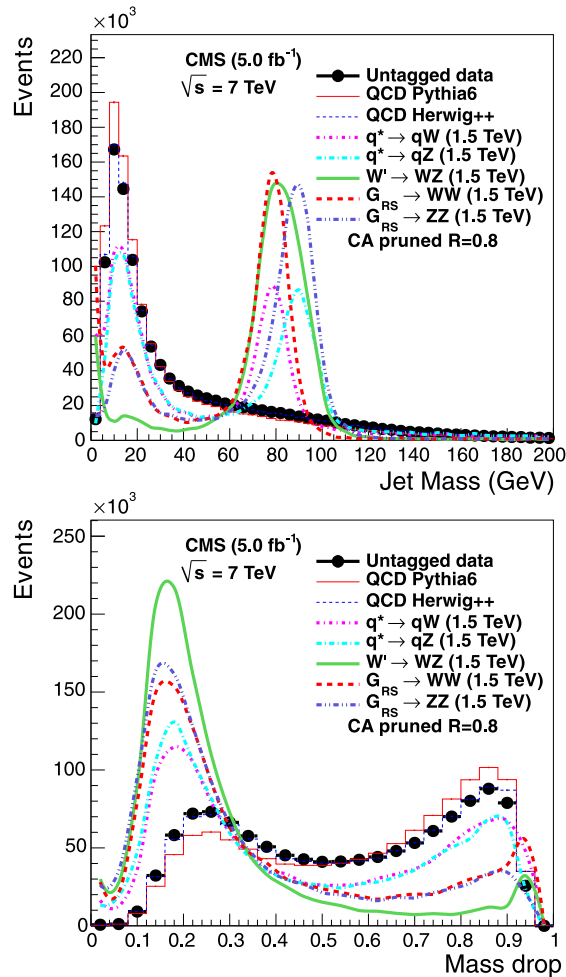 ×10³
Events
220
200
180
160
140
120
100
80
60
40
20
0
CMS (5.0 fb⁻¹)
√s = 7 TeV
Untagged data
QCD Pythia6
QCD Herwig++
q* → qW (1.5 TeV)
q* → qZ (1.5 TeV)
W' → WZ (1.5 TeV)
G_RS → WW (1.5 TeV)
G_RS → ZZ (1.5 TeV)
CA pruned R=0.8
0 20 40 60 80 100 120 140 160 180 200
Jet Mass (GeV)
×10³
Events
250
200
150
100
50
0
CMS (5.0 fb⁻¹)
√s = 7 TeV
Untagged data
QCD Pythia6
QCD Herwig++
q* → qW (1.5 TeV)
q* → qZ (1.5 TeV)
W' → WZ (1.5 TeV)
G_RS → WW (1.5 TeV)
G_RS → ZZ (1.5 TeV)
CA pruned R=0.8
0 0.1 0.2 0.3 0.4 0.5 0.6 0.7 0.8 0.9 1
Mass drop